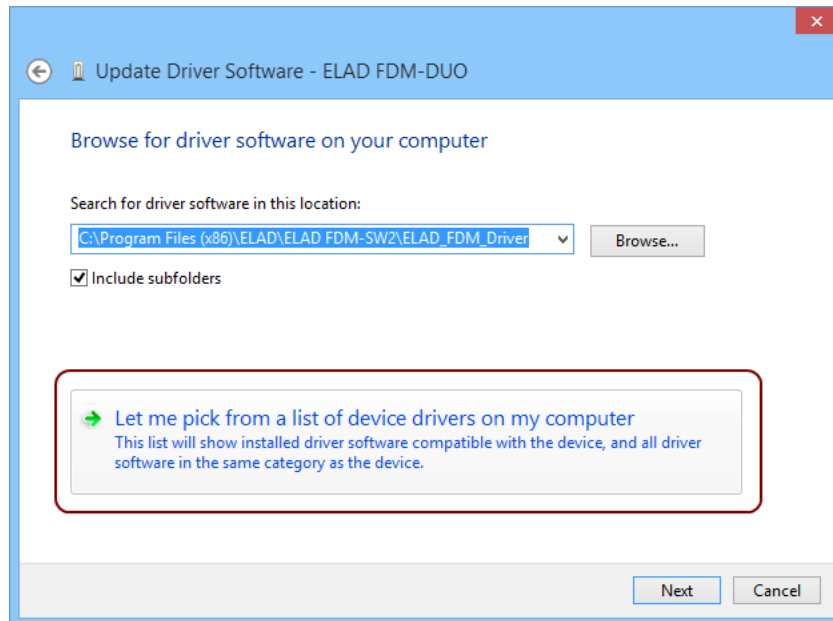 Update Driver Software - ELAD FDM-DUO
Browse for driver software on your computer
Search for driver software in this location:
C:\Program Files (x86)\ELAD\ELAD FDM-SW2\ELAD_FDM_Driver
Browse...
Include subfolders
Let me pick from a list of device drivers on my computer
This list will show installed driver software compatible with the device, and all driver
software in the same category as the device.
Next
Cancel